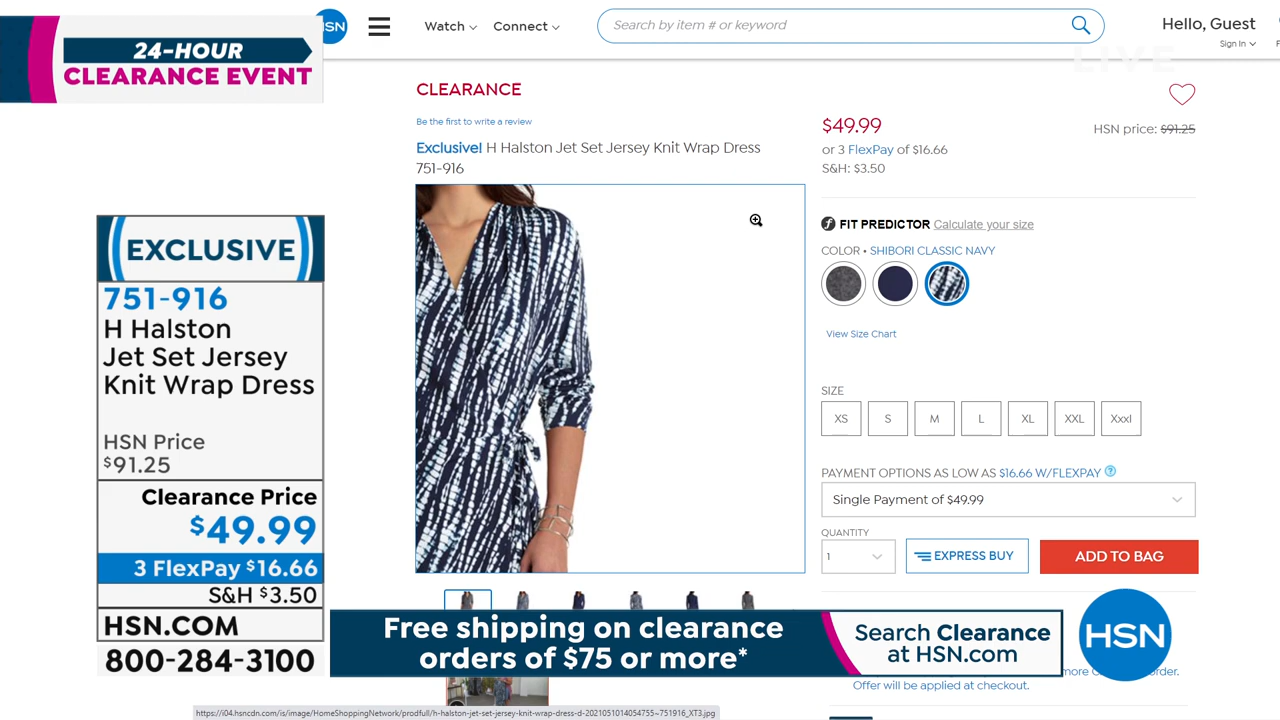 24-HOUR
CLEARANCE EVENT
HSN
Watch
Connect
Search by item # or keyword
Hello, Guest
Sign In
LIVE
CLEARANCE
Be the first to write a review
Exclusive! H Halston Jet Set Jersey Knit Wrap Dress
751-916
$49.99
HSN price: $91.25
or 3 FlexPay of $16.66
S&H: $3.50
FIT PREDICTOR Calculate your size
COLOR • SHIBORI CLASSIC NAVY
View Size Chart
SIZE
XS S M L XL XXL Xxxl
PAYMENT OPTIONS AS LOW AS $16.66 W/FLEXPAY ?
Single Payment of $49.99
QUANTITY
1
EXPRESS BUY
ADD TO BAG
EXCLUSIVE
751-916
H Halston
Jet Set Jersey
Knit Wrap Dress
HSN Price
$91.25
Clearance Price
$49.99
3 FlexPay $16.66
S&H $3.50
HSN.COM
800-284-3100
Free shipping on clearance
orders of $75 or more*
Search Clearance
at HSN.com
HSN
Offer will be applied at checkout.
https://i04.hsncdn.com/is/image/HomeShoppingNetwork/prodfull/h-halston-jet-set-jersey-knit-wrap-dress-d-2021051014054755~751916_XT3.jpg